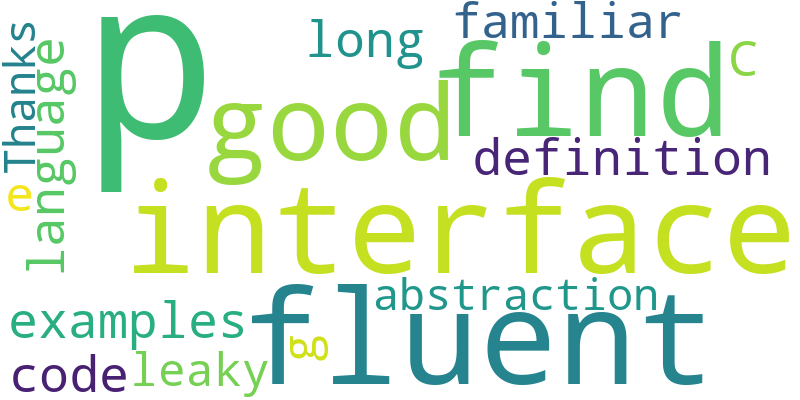 Thanks
language
e
p
long
familiar
find
C
good
definition
interface
examples
fluent
abstraction
code
leaky
g